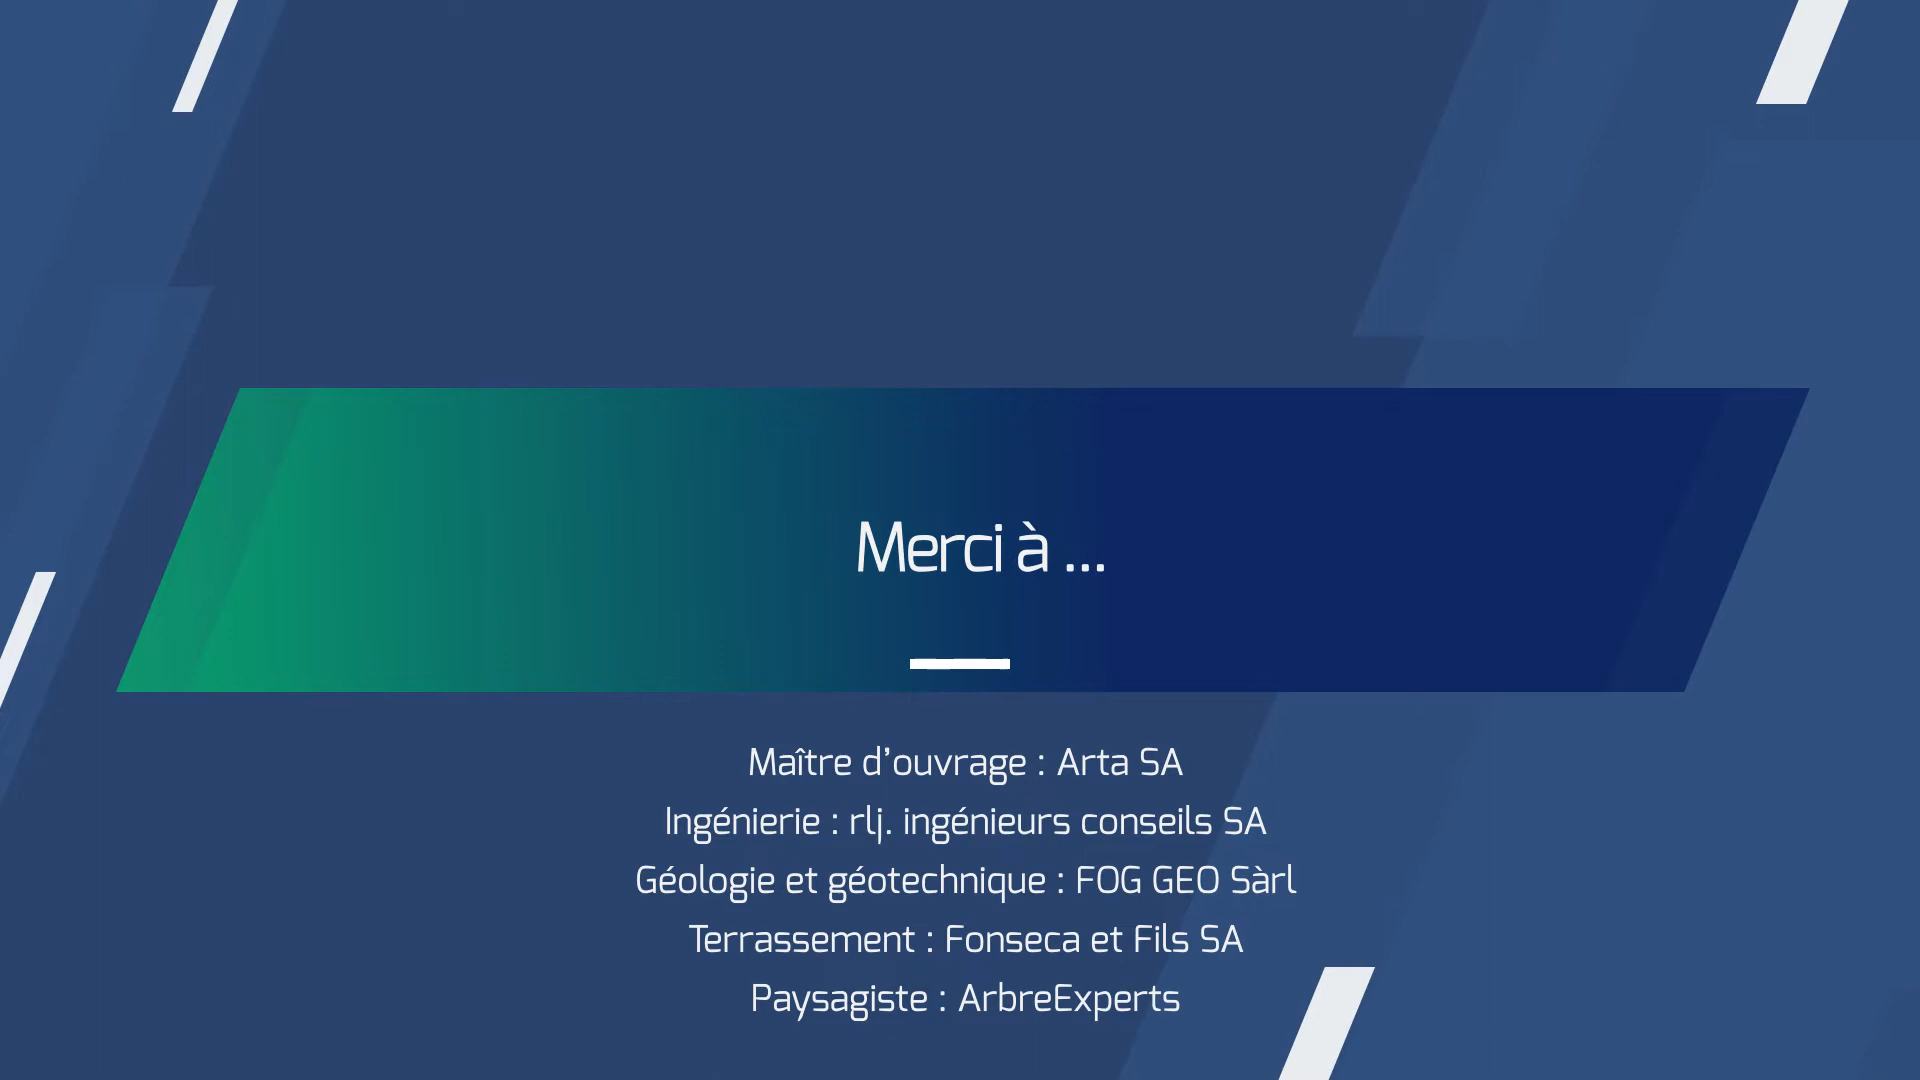 Merci à ...
Maître d’ouvrage : Arta SA
Ingénierie : rlj. ingénieurs conseils SA
Géologie et géotechnique : FOG GEO Sàrl
Terrassement : Fonseca et Fils SA
Paysagiste : ArbreExperts